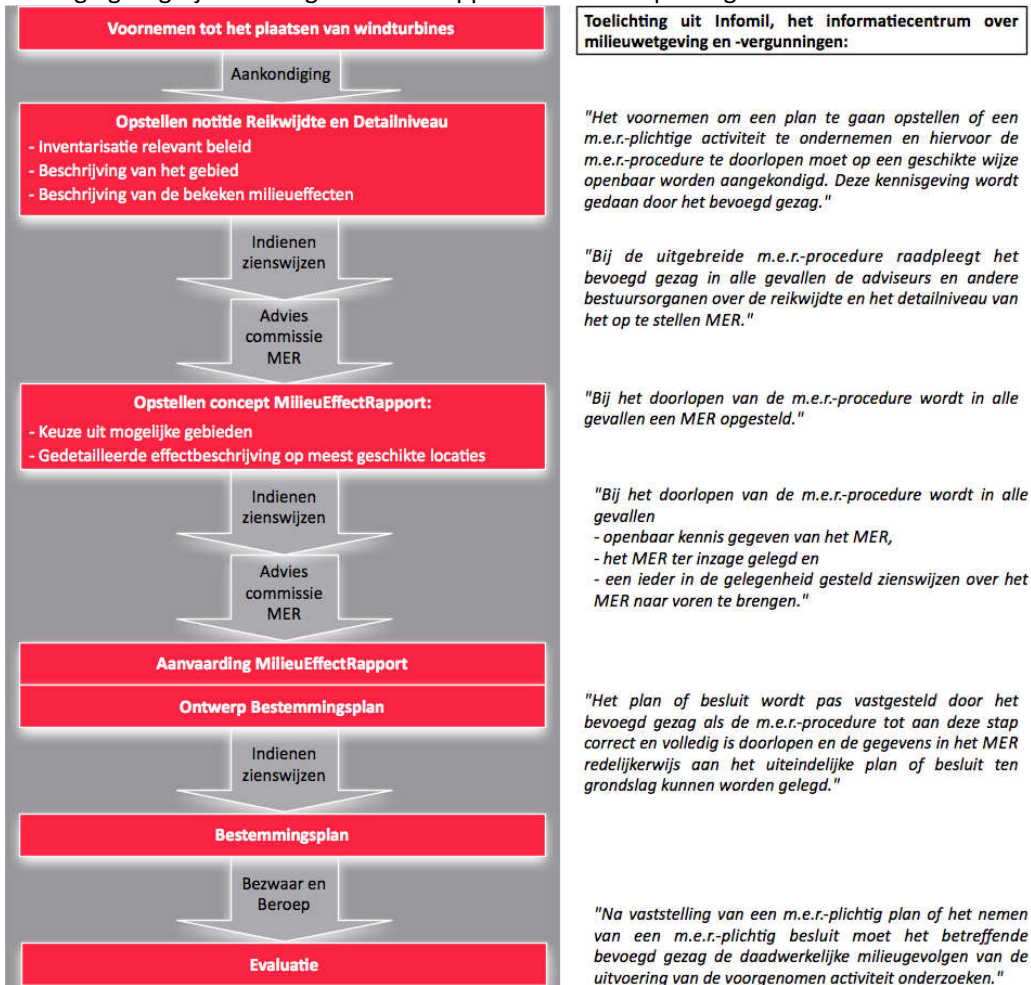 Voornemen tot het plaatsen van windturbines
Aankondiging
Opstellen notitie Reikwijdte en Detailniveau
- Inventarisatie relevant beleid
- Beschrijving van het gebied
- Beschrijving van de bekeken milieueffecten
Indienen
zienswijzen
Advies
commissie
MER
Opstellen concept MilieuEffectRapport:
- Keuze uit mogelijke gebieden
- Gedetailleerde effectbeschrijving op meest geschikte locaties
Indienen
zienswijzen
Advies
commissie
MER
Aanvaarding MilieuEffectRapport
Ontwerp Bestemmingsplan
Indienen
zienswijzen
Bestemmingsplan
Bezwaar en
Beroep
Evaluatie
Toelichting uit Infomil, het informatiecentrum over
milieuwetgeving en -vergunningen:
"Het voornemen om een plan te gaan opstellen of een
m.e.r.-plichtige activiteit te ondernemen en hiervoor de
m.e.r.-procedure te doorlopen moet op een geschikte wijze
openbaar worden aangekondigd. Deze kennisgeving wordt
gedaan door het bevoegd gezag."
"Bij de uitgebreide m.e.r.-procedure raadpleegt het
bevoegd gezag in alle gevallen de adviseurs en andere
bestuursorganen over de reikwijdte en het detailniveau van
het op te stellen MER."
"Bij het doorlopen van de m.e.r.-procedure wordt in alle
gevallen een MER opgesteld."
"Bij het doorlopen van de m.e.r.-procedure wordt in alle
gevallen
- openbaar kennis gegeven van het MER,
- het MER ter inzage gelegd en
- een ieder in de gelegenheid gesteld zienswijzen over het
MER naar voren te brengen."
"Het plan of besluit wordt pas vastgesteld door het
bevoegd gezag als de m.e.r.-procedure tot aan deze stap
correct en volledig is doorlopen en de gegevens in het MER
redelijkerwijs aan het uiteindelijke plan of besluit ten
grondslag kunnen worden gelegd."
"Na vaststelling van een m.e.r.-plichtig plan of het nemen
van een m.e.r.-plichtig besluit moet het betreffende
bevoegd gezag de daadwerkelijke milieugevolgen van de
uitvoering van de voorgenomen activiteit onderzoeken."